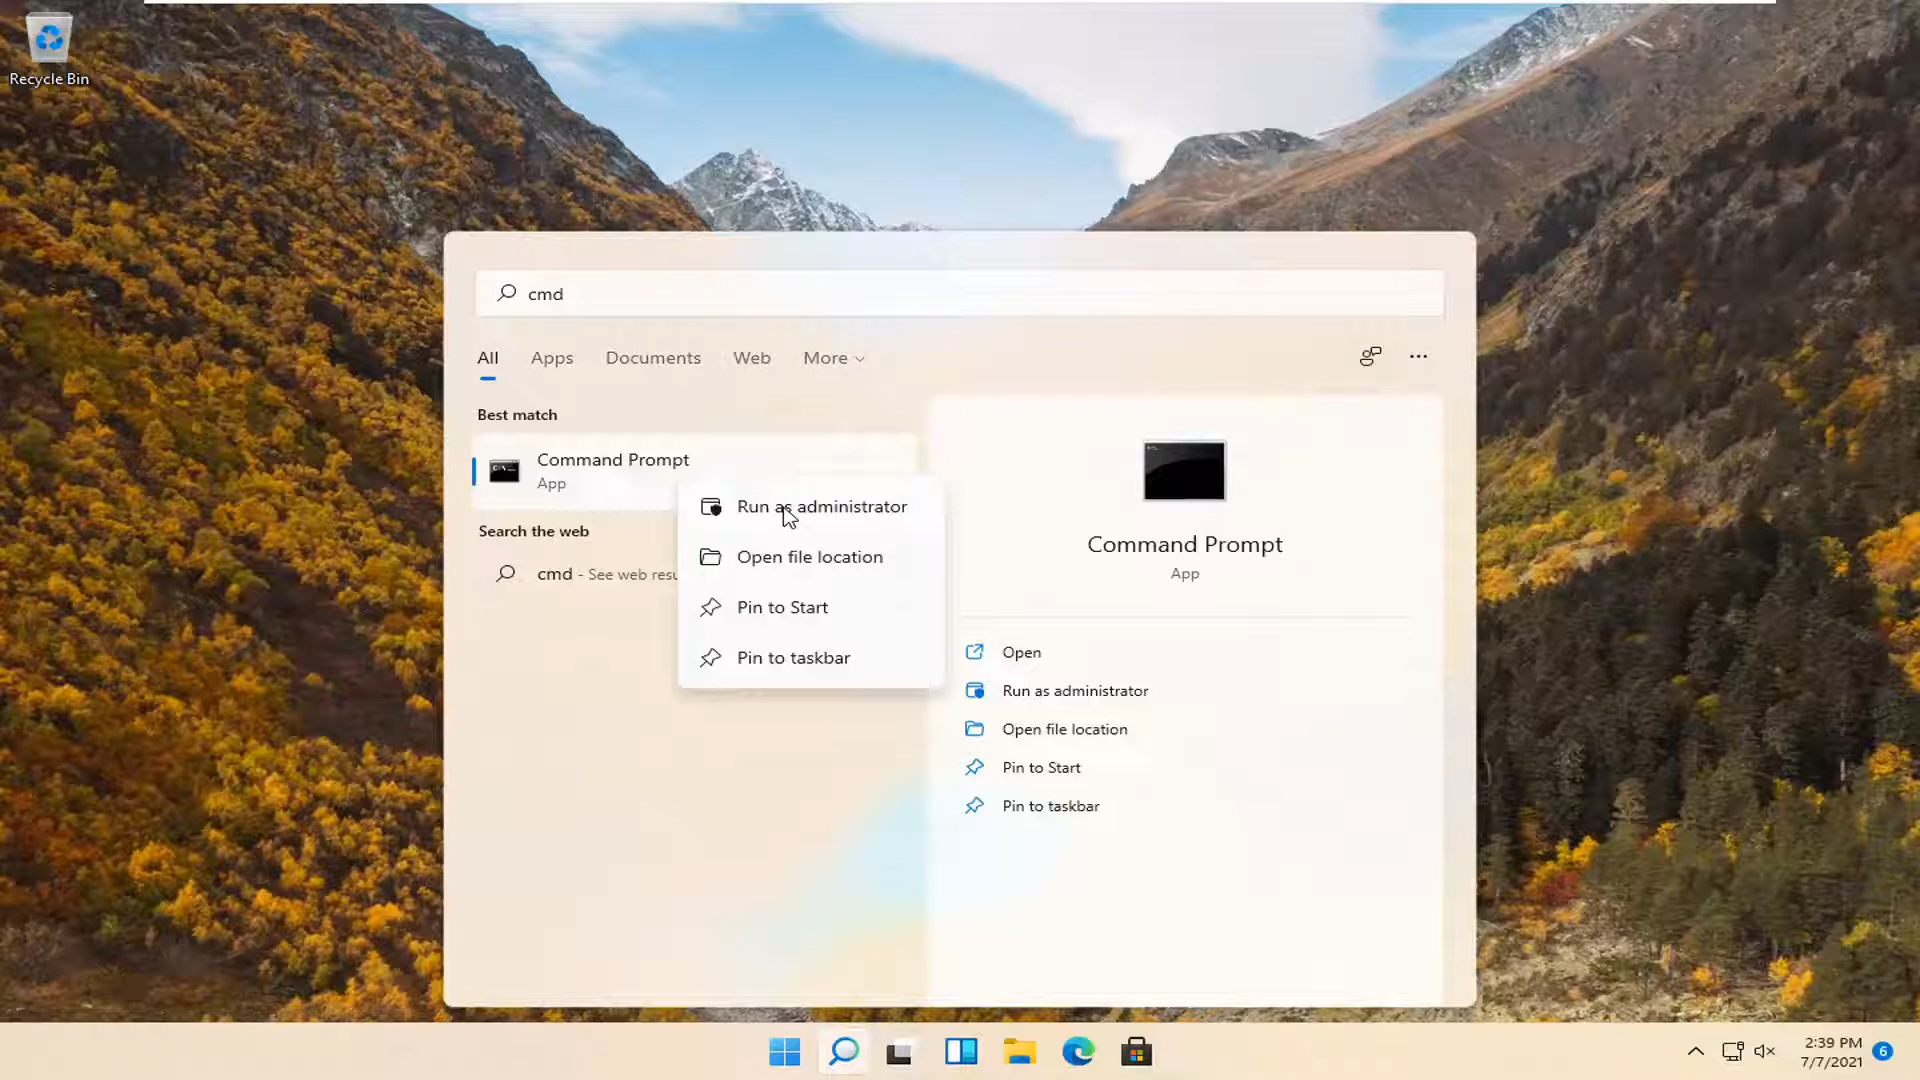 Recycle Bin
cmd
All
Apps
Documents
Web
More
Best match
Command Prompt
App
Search the web
cmd - See web resu
Run as administrator
Open file location
Pin to Start
Pin to taskbar
Command Prompt
App
Open
Run as administrator
Open file location
Pin to Start
Pin to taskbar
2:39 PM
7/7/2021
6